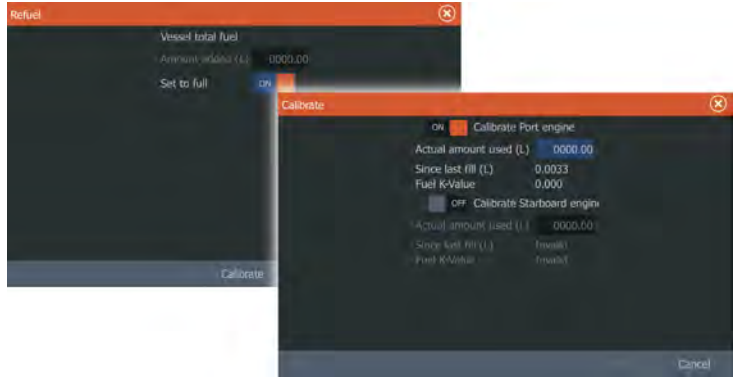 Refuel
Vessel total fuel
Amount added (L) 0000.00
Set to full ON
Calibrate
Calibrate
ON Calibrate Port engine
Actual amount used (L) 0000.00
Since last fill (L) 0.0033
Fuel K-Value 0.000
OFF Calibrate Starboard engin
Actual amount used (L) 0000.00
Since last fill (L) Invalid
Fuel K-Value Invalid
Cancel